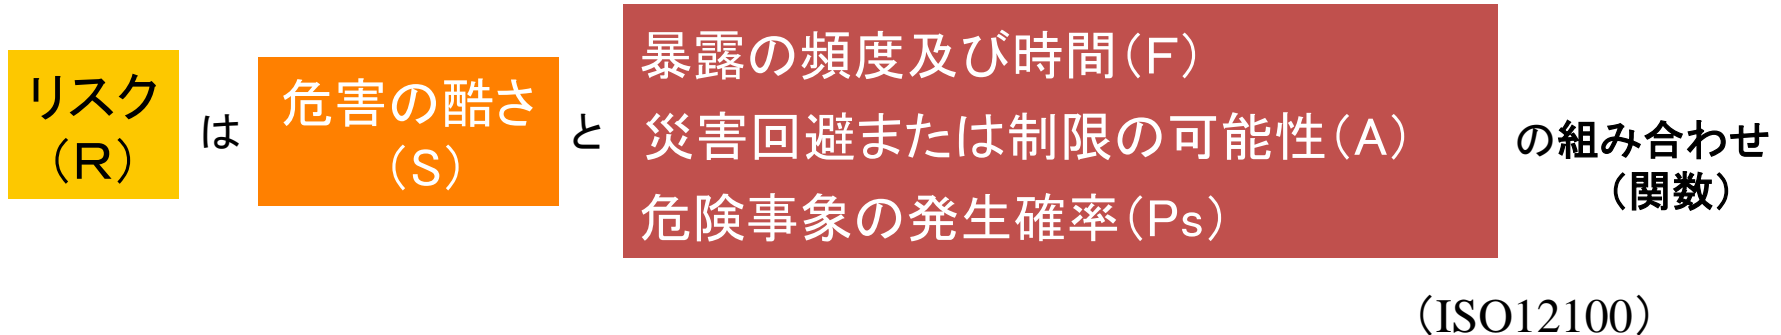 リスク
（R）
は
危害の酷さ
（S）
と
暴露の頻度及び時間（F）
災害回避または制限の可能性（A）
危険事象の発生確率（Ps）
の組み合わせ
（関数）
（ISO12100）